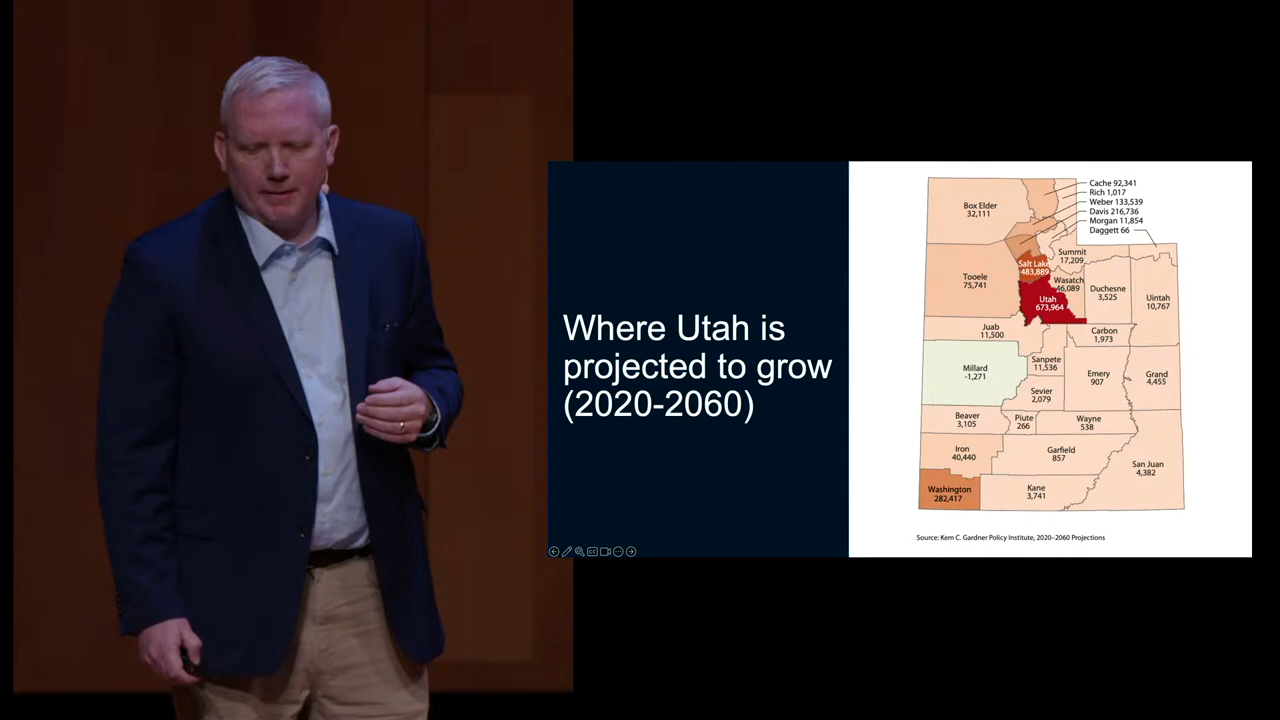 Where Utah is
projected to grow
(2020-2060)
Cache 92,341
Rich 1,017
Weber 133,539
Davis 216,736
Morgan 11,854
Daggett 66
Box Elder
32,111
Summit
17,209
Salt Lake
483,889
Tooele
75,741
Wasatch
46,089
Duchesne
3,525
Uintah
10,767
Utah
673,964
Juab
11,500
Carbon
1,973
Sanpete
11,536
Millard
-1,271
Emery
907
Grand
4,455
Sevier
2,079
Beaver
3,105
Piute
266
Wayne
538
Iron
40,440
Garfield
857
San Juan
4,382
Washington
282,417
Kane
3,741
CC
Source: Kem C. Gardner Policy Institute, 2020–2060 Projections